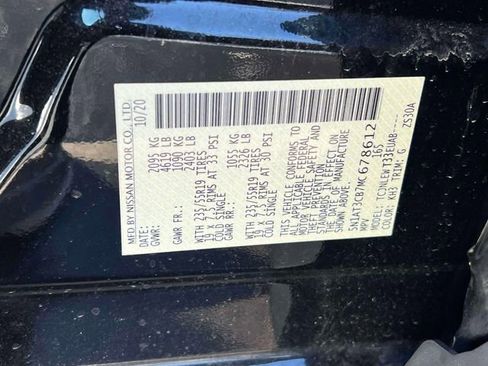 MFD BY NISSAN MOTOR CO., LTD.
DATE: 10/20
GVWR: 2095 KG
4619 LB
GAWR FR.: 1090 KG
2403 LB
WITH 235/55R19 TIRES
19 X 7.5 RIMS AT 33 PSI
COLD SINGLE
GAWR RR.: 1055 KG
2326 LB
WITH 235/55R19 TIRES
19 X 7.5 RIMS AT 30 PSI
COLD SINGLE
THIS VEHICLE CONFORMS TO
ALL APPLICABLE FEDERAL
MOTOR VEHICLE SAFETY AND
THEFT PREVENTION
STANDARDS IN EFFECT ON
THE DATE OF MANUFACTURE
SHOWN ABOVE.
5N1AT3CB7MC678612
MPV
MODEL: TCDNLEWT33EUAB----
COLOR: KH3 TRIM: G ZS30A